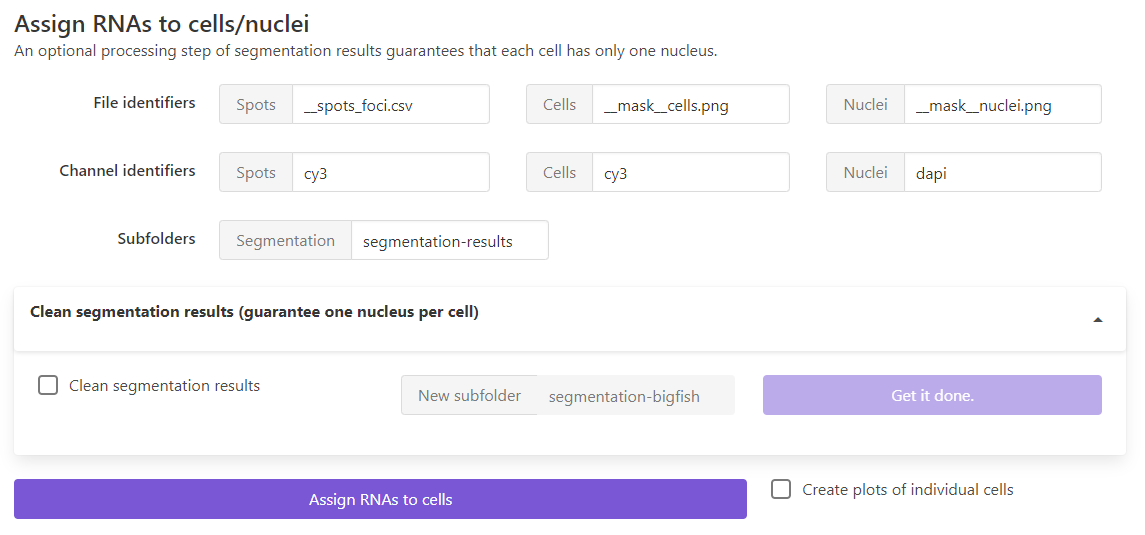 Assign RNAs to cells/nuclei
An optional processing step of segmentation results guarantees that each cell has only one nucleus.
File identifiers Spots __spots_foci.csv Cells __mask__cells.png Nuclei __mask__nuclei.png
Channel identifiers Spots cy3 Cells cy3 Nuclei dapi
Subfolders Segmentation segmentation-results
Clean segmentation results (guarantee one nucleus per cell)
Clean segmentation results New subfolder segmentation-bigfish Get it done.
Assign RNAs to cells Create plots of individual cells